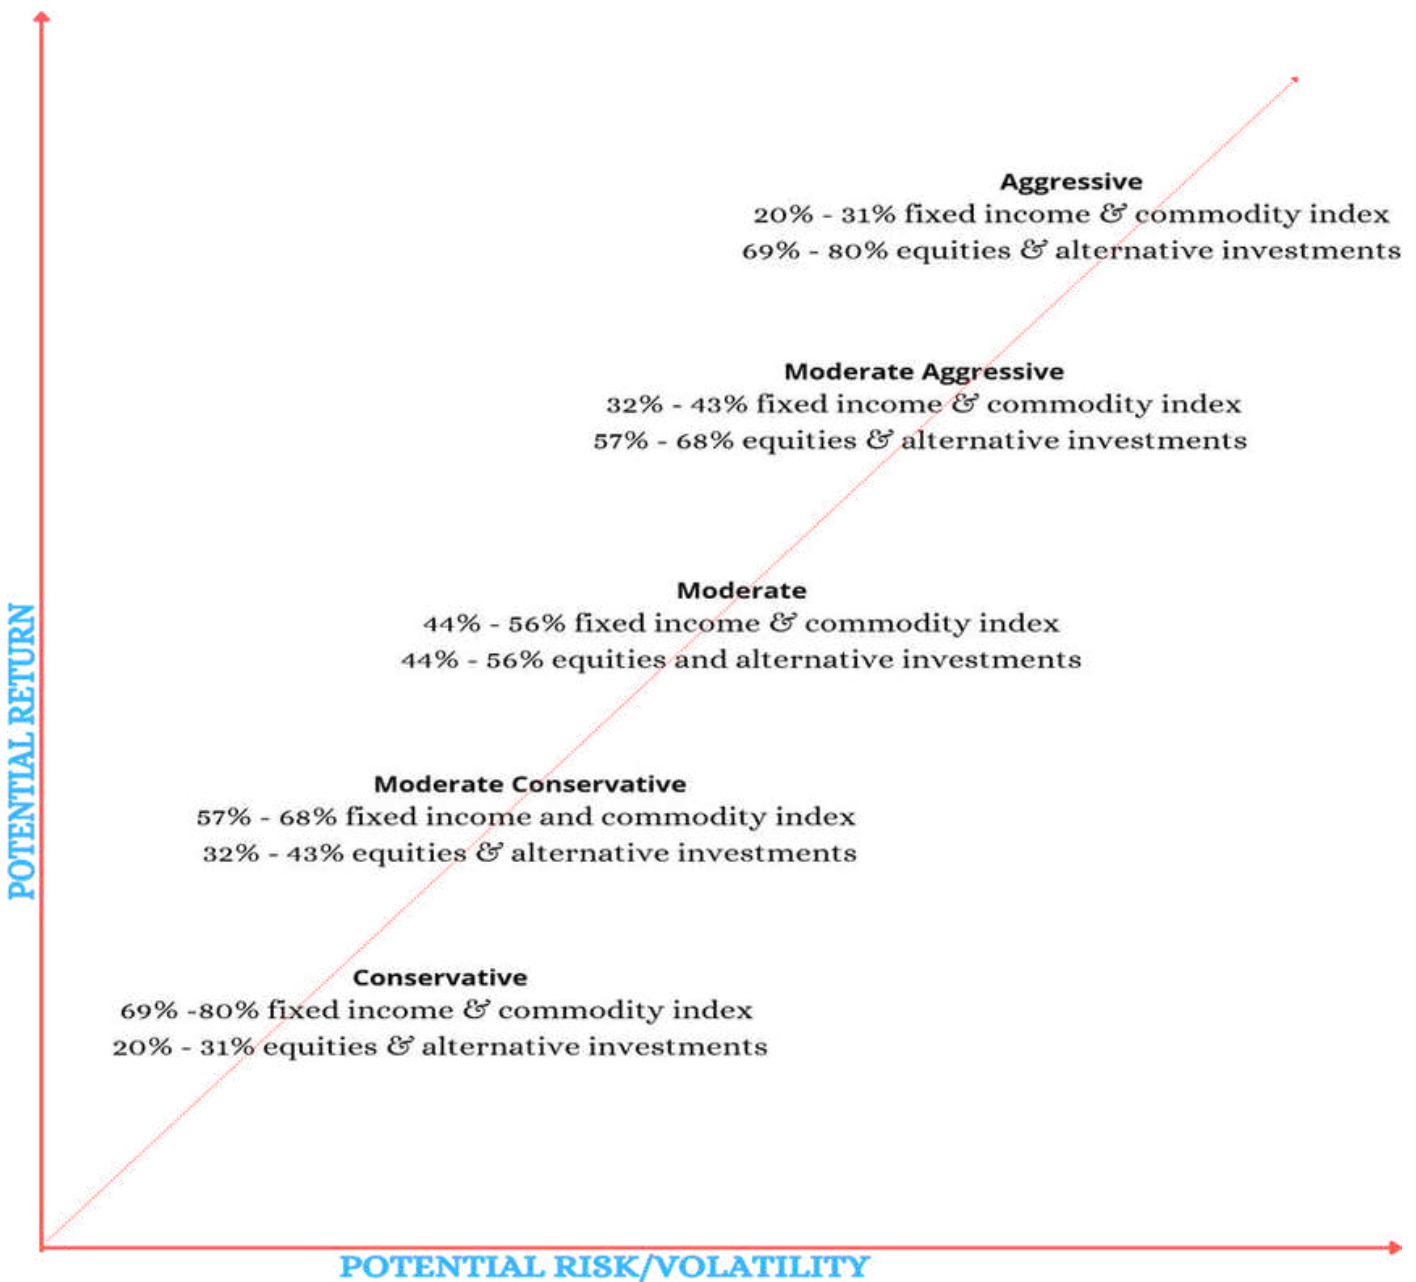 Aggressive
20% - 31% fixed income & commodity index
69% - 80% equities & alternative investments
Moderate Aggressive
32% - 43% fixed income & commodity index
57% - 68% equities & alternative investments
Moderate
44% - 56% fixed income & commodity index
44% - 56% equities and alternative investments
Moderate Conservative
57% - 68% fixed income and commodity index
32% - 43% equities & alternative investments
Conservative
69% -80% fixed income & commodity index
20% - 31% equities & alternative investments
POTENTIAL RETURN
POTENTIAL RISK/VOLATILITY